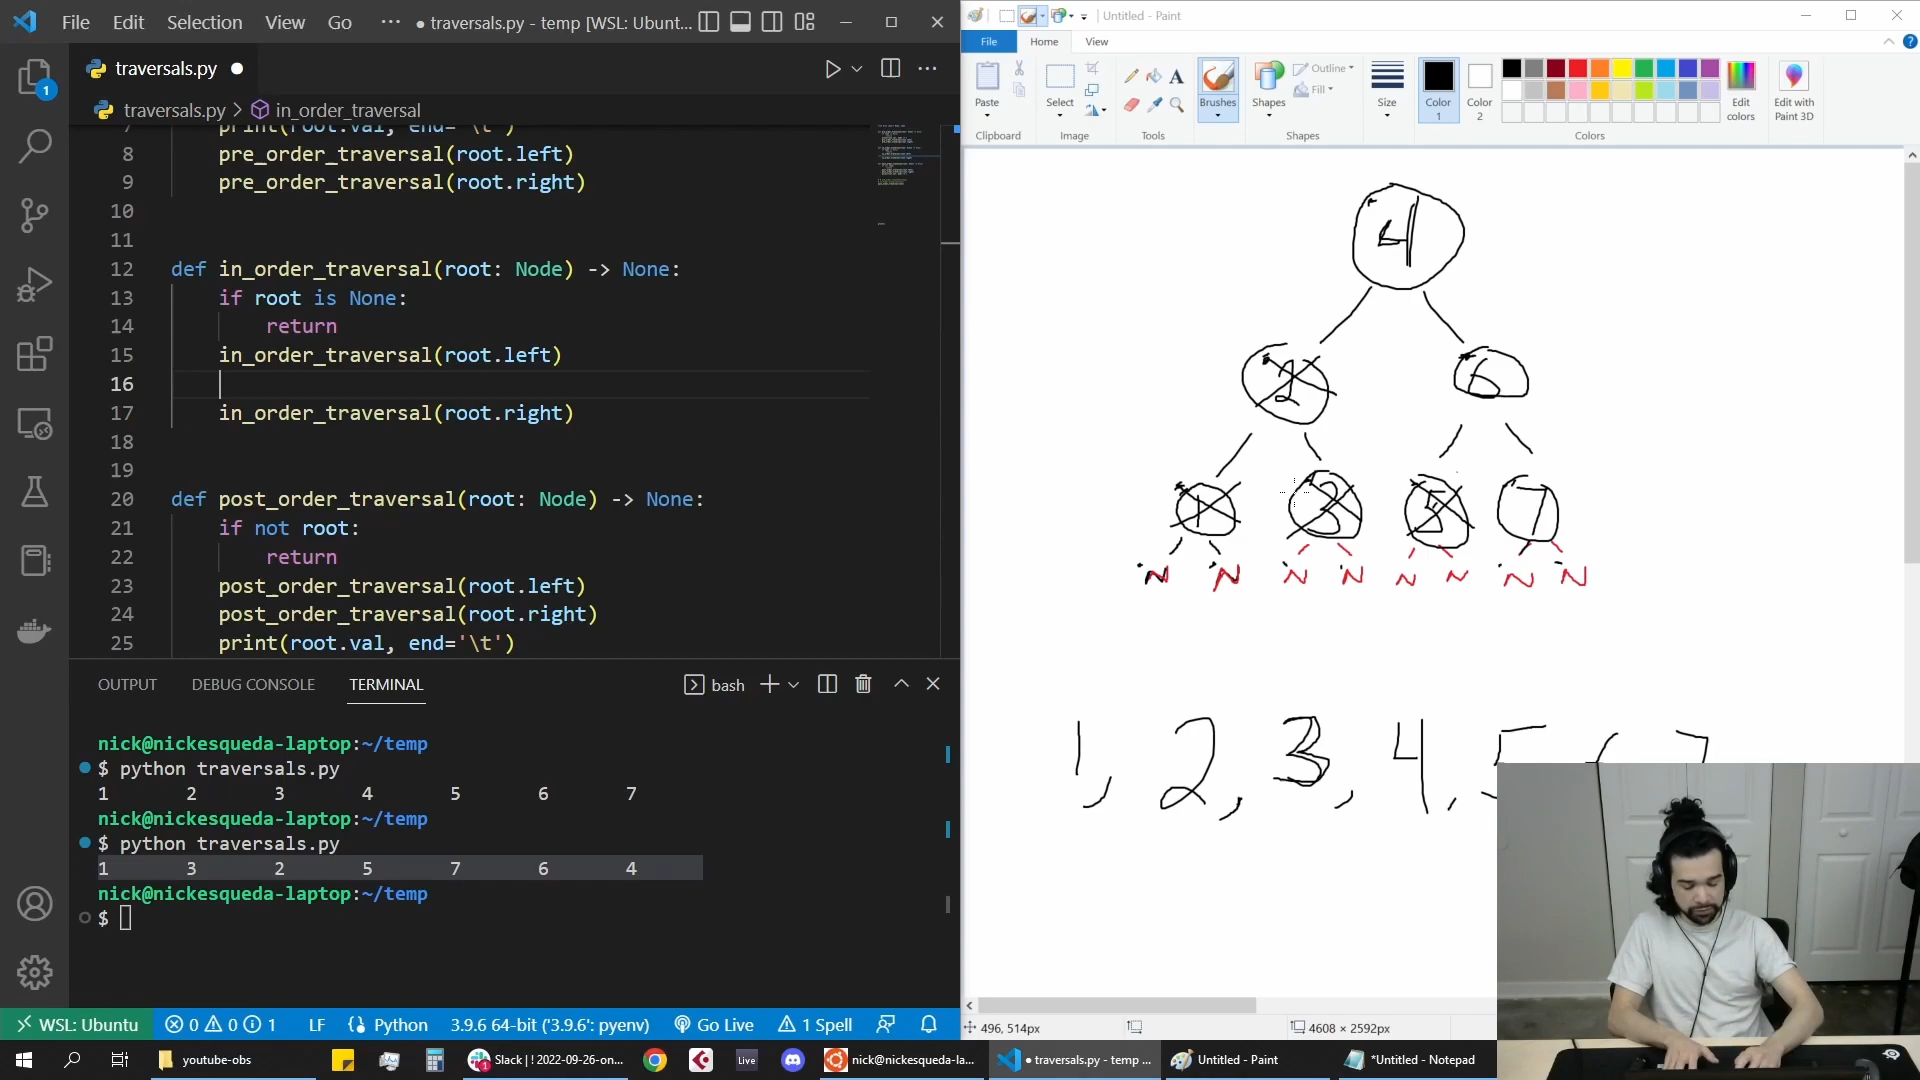 File Edit Selection View Go ··· ● traversals.py - temp [WSL: Ubunt...
traversals.py ●
traversals.py > in_order_traversal
7 print(root.val, end='\t')
8 pre_order_traversal(root.left)
9 pre_order_traversal(root.right)
10
11
12 def in_order_traversal(root: Node) -> None:
13 if root is None:
14 return
15 in_order_traversal(root.left)
16
17 in_order_traversal(root.right)
18
19
20 def post_order_traversal(root: Node) -> None:
21 if not root:
22 return
23 post_order_traversal(root.left)
24 post_order_traversal(root.right)
25 print(root.val, end='\t')
1
OUTPUT DEBUG CONSOLE TERMINAL
bash
nick@nickesqueda-laptop:~/temp
$ python traversals.py
1 2 3 4 5 6 7
nick@nickesqueda-laptop:~/temp
$ python traversals.py
1 3 2 5 7 6 4
nick@nickesqueda-laptop:~/temp
$
WSL: Ubuntu 0 0 1 LF Python 3.9.6 64-bit ('3.9.6': pyenv) Go Live 1 Spell
Untitled - Paint
File Home View
Paste Select Brushes Shapes Outline Fill Size Color 1 Color 2 Edit colors Edit with Paint 3D
Clipboard Image Tools Shapes Colors
4
2 6
1 3 5 7
N N N N N N N N
1, 2, 3, 4, 5
496, 514px 4608 × 2592px
youtube-obs Slack | ! 2022-09-26-on... Live nick@nickesqueda-la... ● traversals.py - temp ... Untitled - Paint *Untitled - Notepad